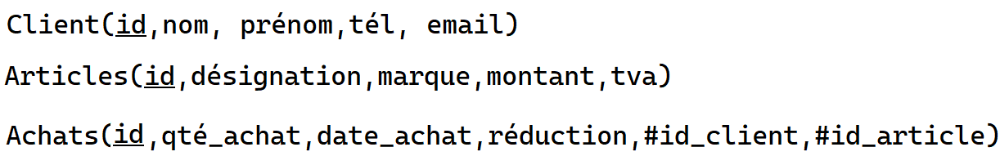 Client(id,nom, prénom,tél, email)
Articles(id,désignation,marque,montant,tva)
Achats(id,qté_achat,date_achat,réduction,#id_client,#id_article)